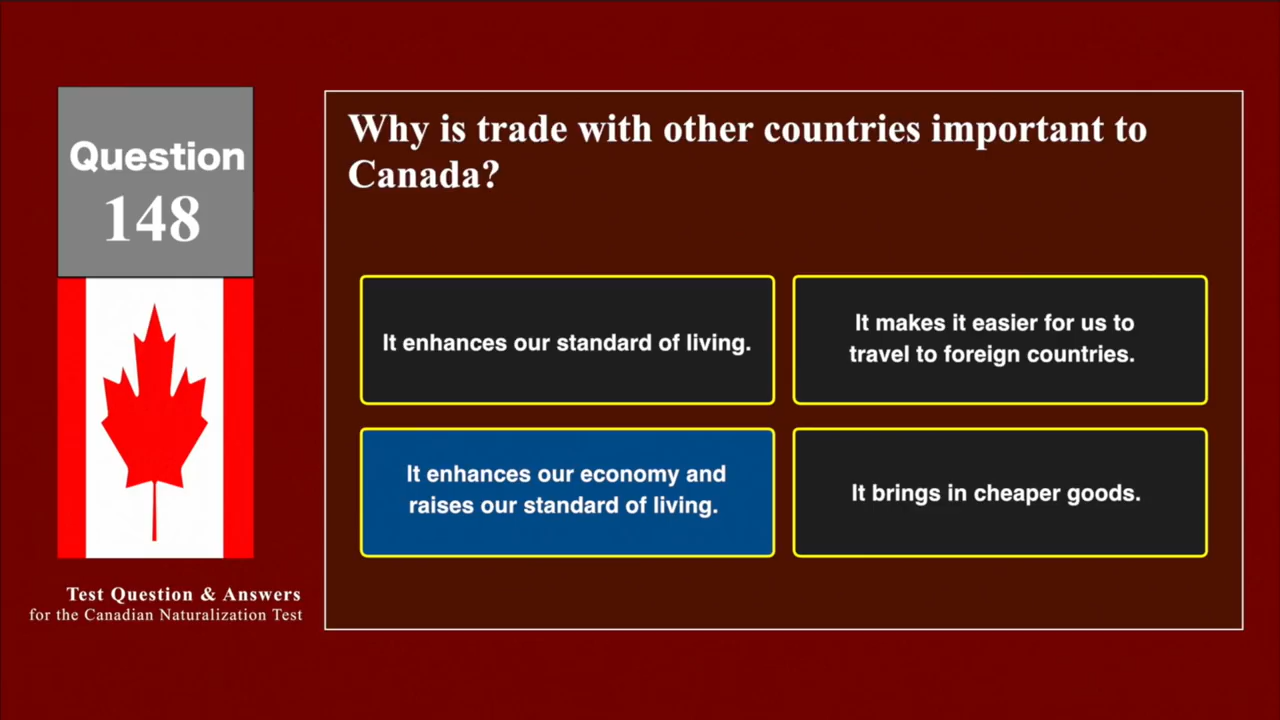 Question
148
Why is trade with other countries important to
Canada?
It enhances our standard of living.
It makes it easier for us to
travel to foreign countries.
It enhances our economy and
raises our standard of living.
It brings in cheaper goods.
Test Question & Answers
for the Canadian Naturalization Test